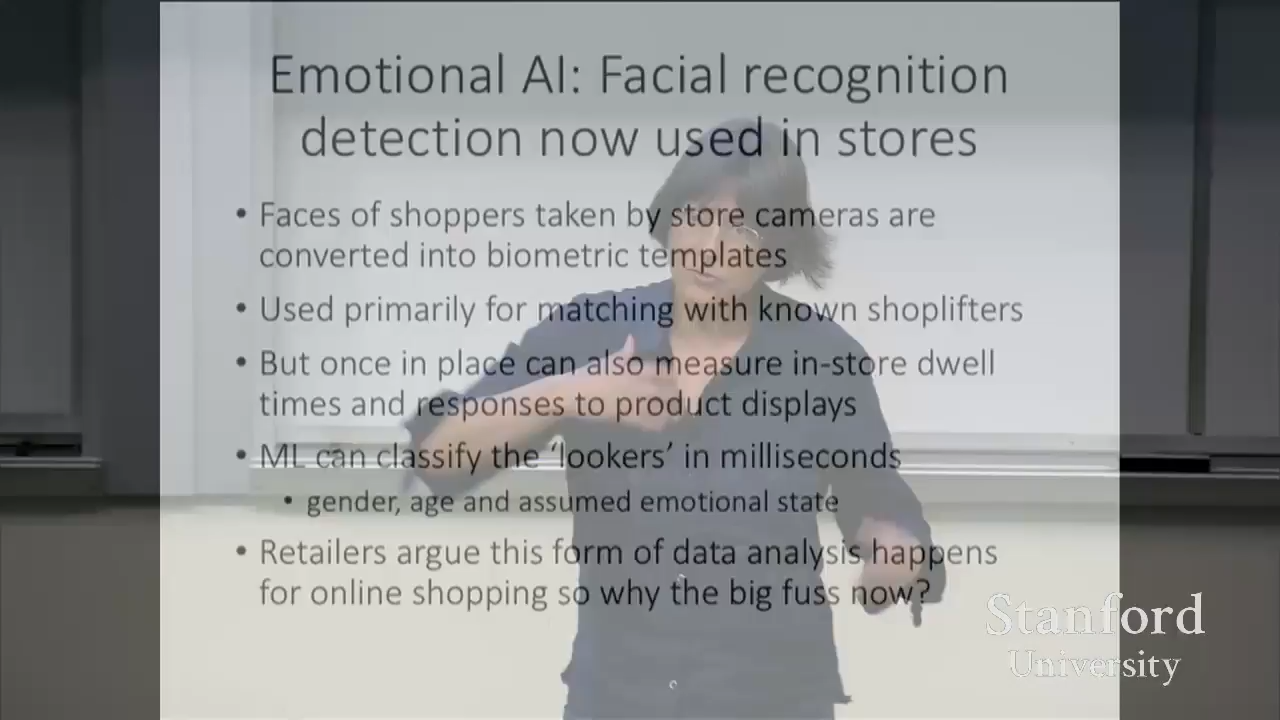 Emotional AI: Facial recognition
detection now used in stores
• Faces of shoppers taken by store cameras are
converted into biometric templates
• Used primarily for matching with known shoplifters
• But once in place can also measure in-store dwell
times and responses to product displays
• ML can classify the ‘lookers’ in milliseconds
• gender, age and assumed emotional state
• Retailers argue this form of data analysis happens
for online shopping so why the big fuss now?
Stanford
University